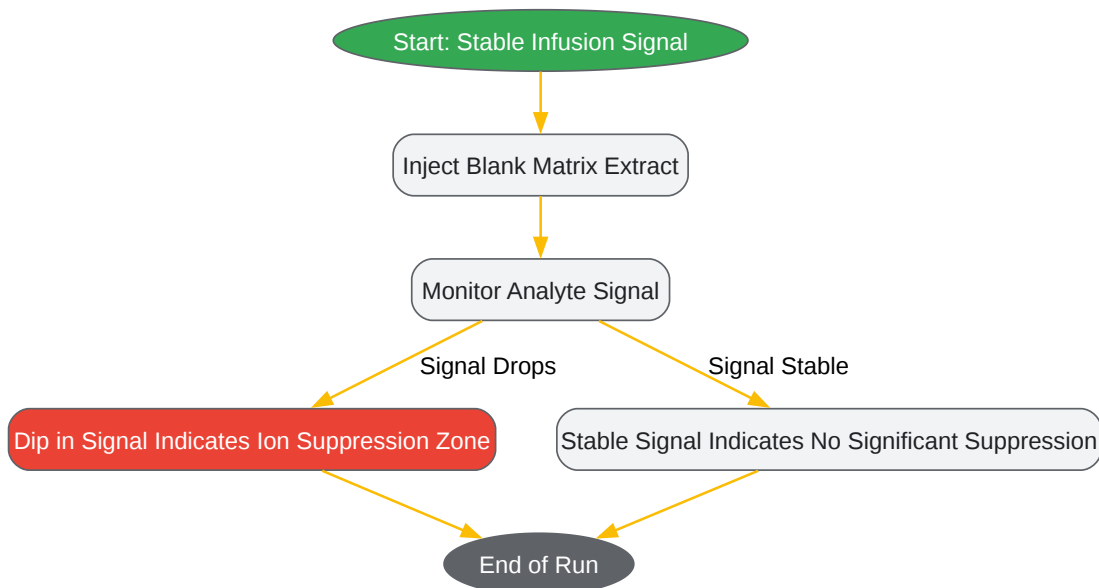 Start: Stable Infusion Signal
Inject Blank Matrix Extract
Monitor Analyte Signal
Signal Drops
Signal Stable
Dip in Signal Indicates Ion Suppression Zone
Stable Signal Indicates No Significant Suppression
End of Run